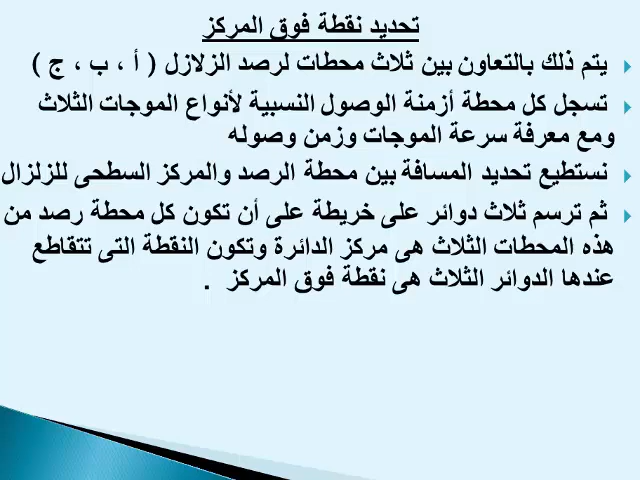 تحديد نقطة فوق المركز
يتم ذلك بالتعاون بين ثلاث محطات لرصد الزلازل ( أ ، ب ، ج )
تسجل كل محطة أزمنة الوصول النسبية لأنواع الموجات الثلاث
ومع معرفة سرعة الموجات وزمن وصوله
نستطيع تحديد المسافة بين محطة الرصد والمركز السطحى للزلزال
ثم ترسم ثلاث دوائر على خريطة على أن تكون كل محطة رصد من
هذه المحطات الثلاث هى مركز الدائرة وتكون النقطة التى تتقاطع
عندها الدوائر الثلاث هى نقطة فوق المركز .